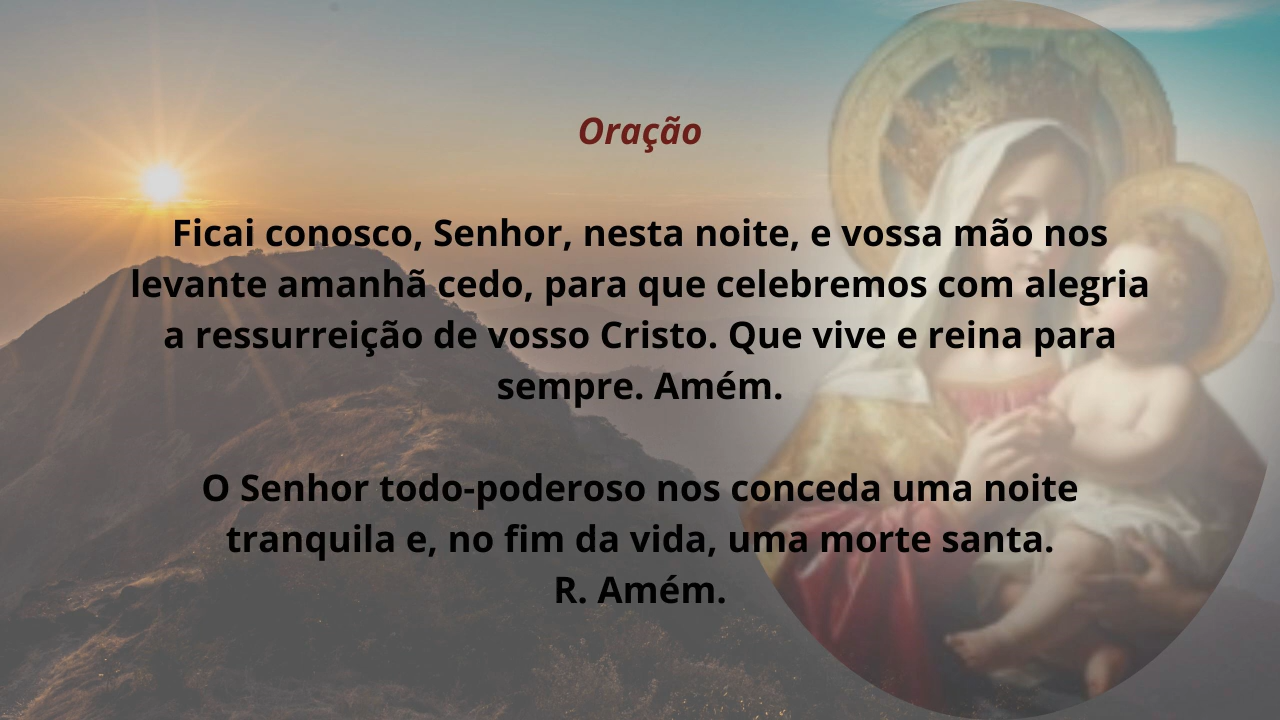 Oração
Ficai conosco, Senhor, nesta noite, e vossa mão nos
levante amanhã cedo, para que celebremos com alegria
a ressurreição de vosso Cristo. Que vive e reina para
sempre. Amém.
O Senhor todo-poderoso nos conceda uma noite
tranquila e, no fim da vida, uma morte santa.
R. Amém.